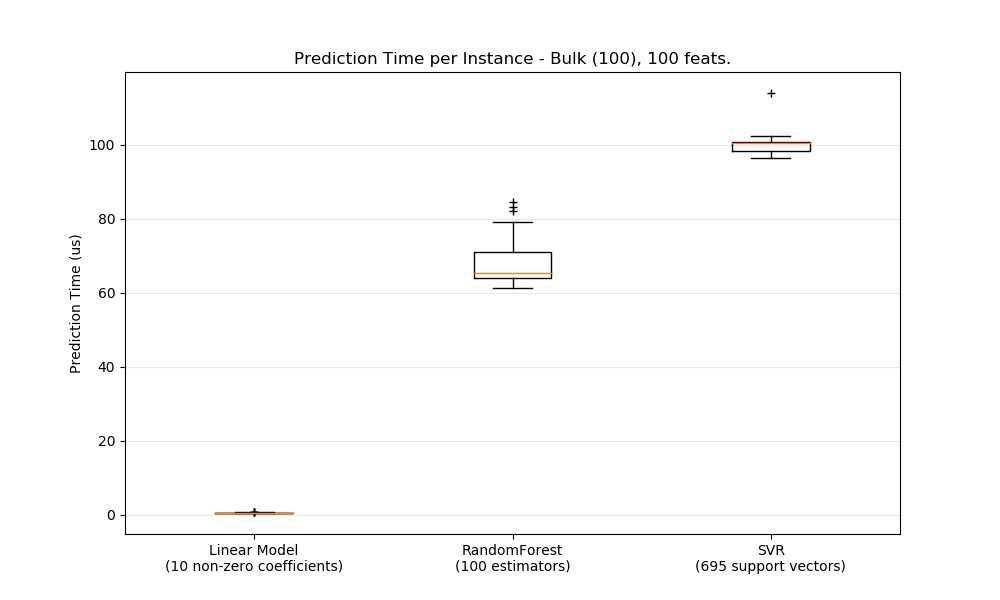 Prediction Time per Instance - Bulk (100), 100 feats.
Prediction Time (us)
100
80
60
40
20
0
Linear Model
(10 non-zero coefficients)
RandomForest
(100 estimators)
SVR
(695 support vectors)